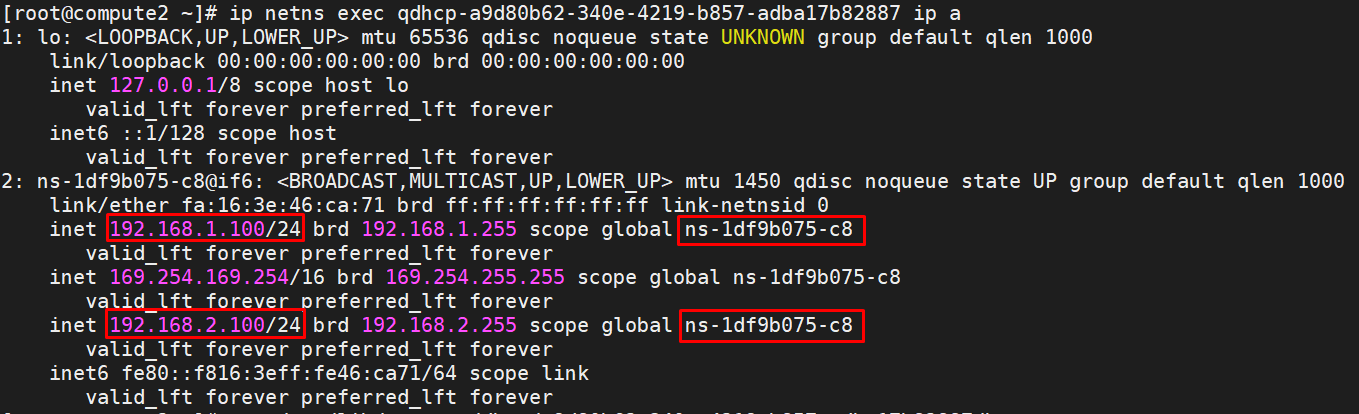 [root@compute2 ~]# ip netns exec qdhcp-a9d80b62-340e-4219-b857-adba17b82887 ip a
1: lo: <LOOPBACK,UP,LOWER_UP> mtu 65536 qdisc noqueue state UNKNOWN group default qlen 1000
link/loopback 00:00:00:00:00:00 brd 00:00:00:00:00:00
inet 127.0.0.1/8 scope host lo
valid_lft forever preferred_lft forever
inet6 ::1/128 scope host
valid_lft forever preferred_lft forever
2: ns-1df9b075-c8@if6: <BROADCAST,MULTICAST,UP,LOWER_UP> mtu 1450 qdisc noqueue state UP group default qlen 1000
link/ether fa:16:3e:46:ca:71 brd ff:ff:ff:ff:ff:ff link-netnsid 0
inet 192.168.1.100/24 brd 192.168.1.255 scope global ns-1df9b075-c8
valid_lft forever preferred_lft forever
inet 169.254.169.254/16 brd 169.254.255.255 scope global ns-1df9b075-c8
valid_lft forever preferred_lft forever
inet 192.168.2.100/24 brd 192.168.2.255 scope global ns-1df9b075-c8
valid_lft forever preferred_lft forever
inet6 fe80::f816:3eff:fe46:ca71/64 scope link
valid_lft forever preferred_lft forever